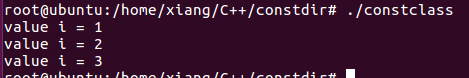 root@ubuntu:/home/xiang/C++/constdir# ./constclass
value i = 1
value i = 2
value i = 3
root@ubuntu:/home/xiang/C++/constdir#